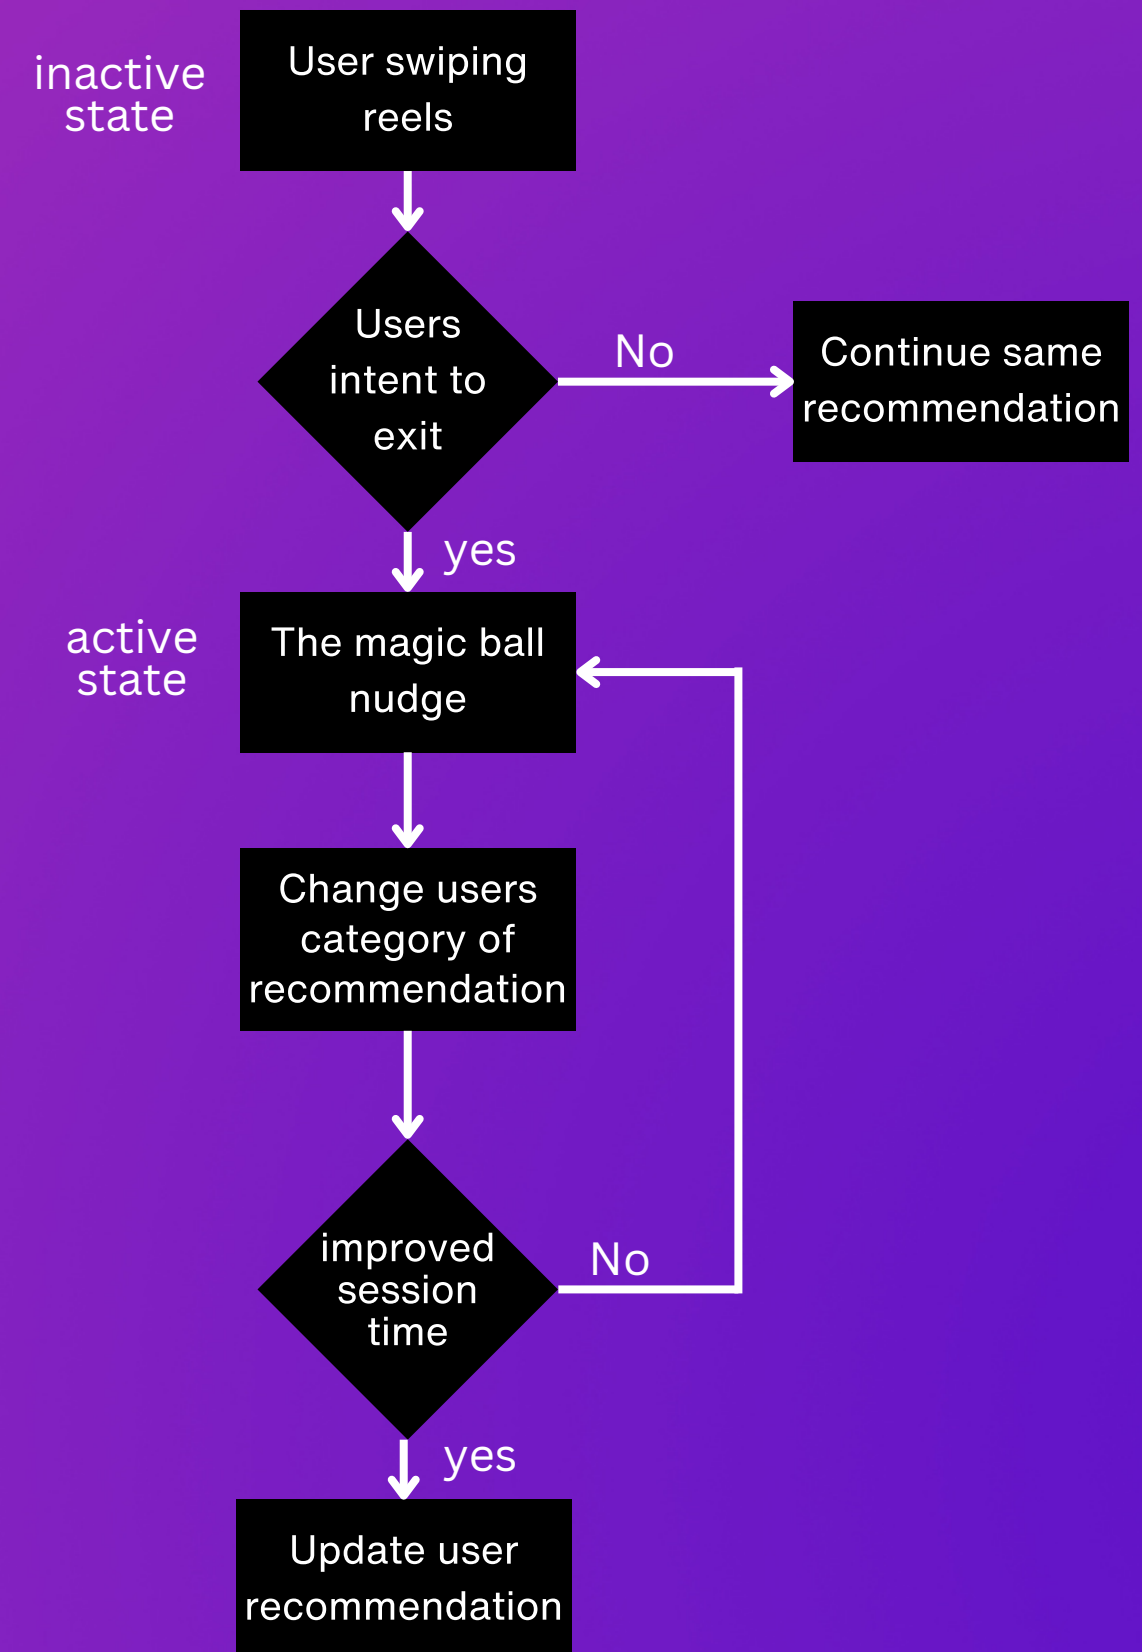 inactive
state
User swiping
reels
Users
intent to
exit
No
Continue same
recommendation
yes
active
state
The magic ball
nudge
Change users
category of
recommendation
improved
session
time
No
yes
Update user
recommendation